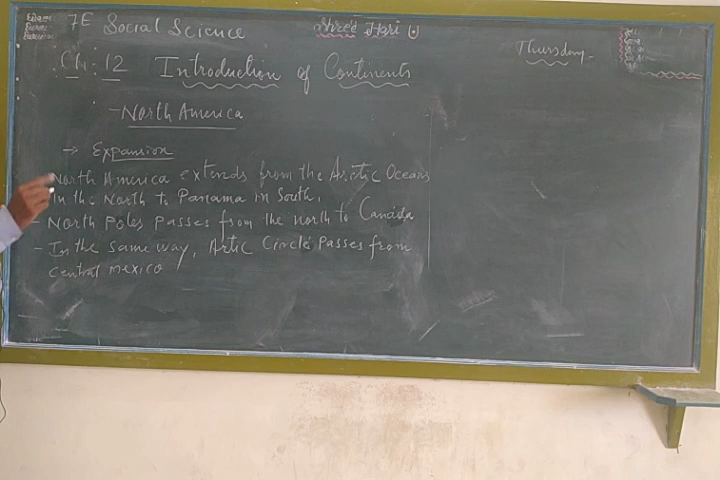 7E Social Science
Shree Hari
Thursday
Ch. 12 Introduction of Continents
- North America
→ Expansion
North America extends from the Arctic Oceans
in the North to Panama in South.
- North Poles passes from the north to Canada
- In the same way, Artic Circle passes from
Central mexico